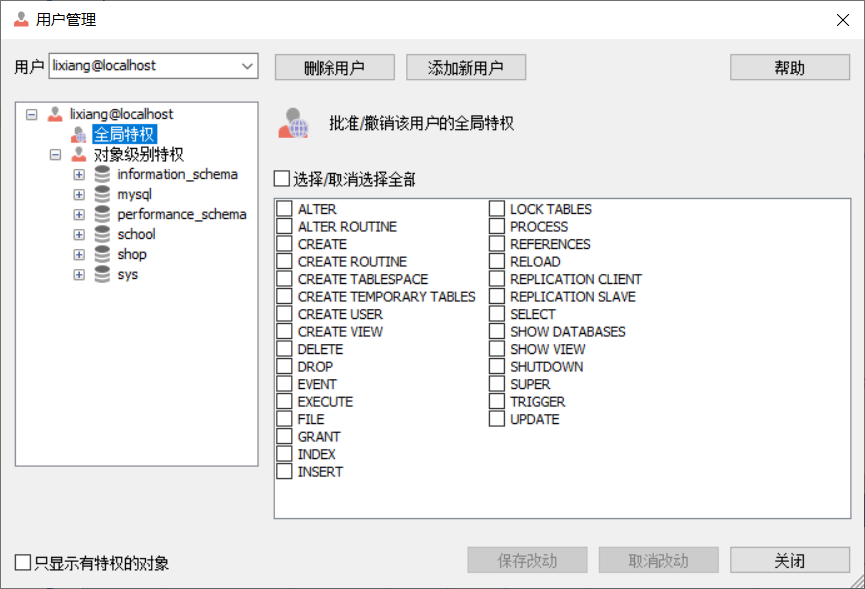 用户管理
用户 lixiang@localhost 删除用户 添加新用户 帮助
lixiang@localhost
全局特权
对象级别特权
information_schema
mysql
performance_schema
school
shop
sys
批准/撤销该用户的全局特权
选择/取消选择全部
ALTER
ALTER ROUTINE
CREATE
CREATE ROUTINE
CREATE TABLESPACE
CREATE TEMPORARY TABLES
CREATE USER
CREATE VIEW
DELETE
DROP
EVENT
EXECUTE
FILE
GRANT
INDEX
INSERT
LOCK TABLES
PROCESS
REFERENCES
RELOAD
REPLICATION CLIENT
REPLICATION SLAVE
SELECT
SHOW DATABASES
SHOW VIEW
SHUTDOWN
SUPER
TRIGGER
UPDATE
只显示有特权的对象 保存改动 取消改动 关闭